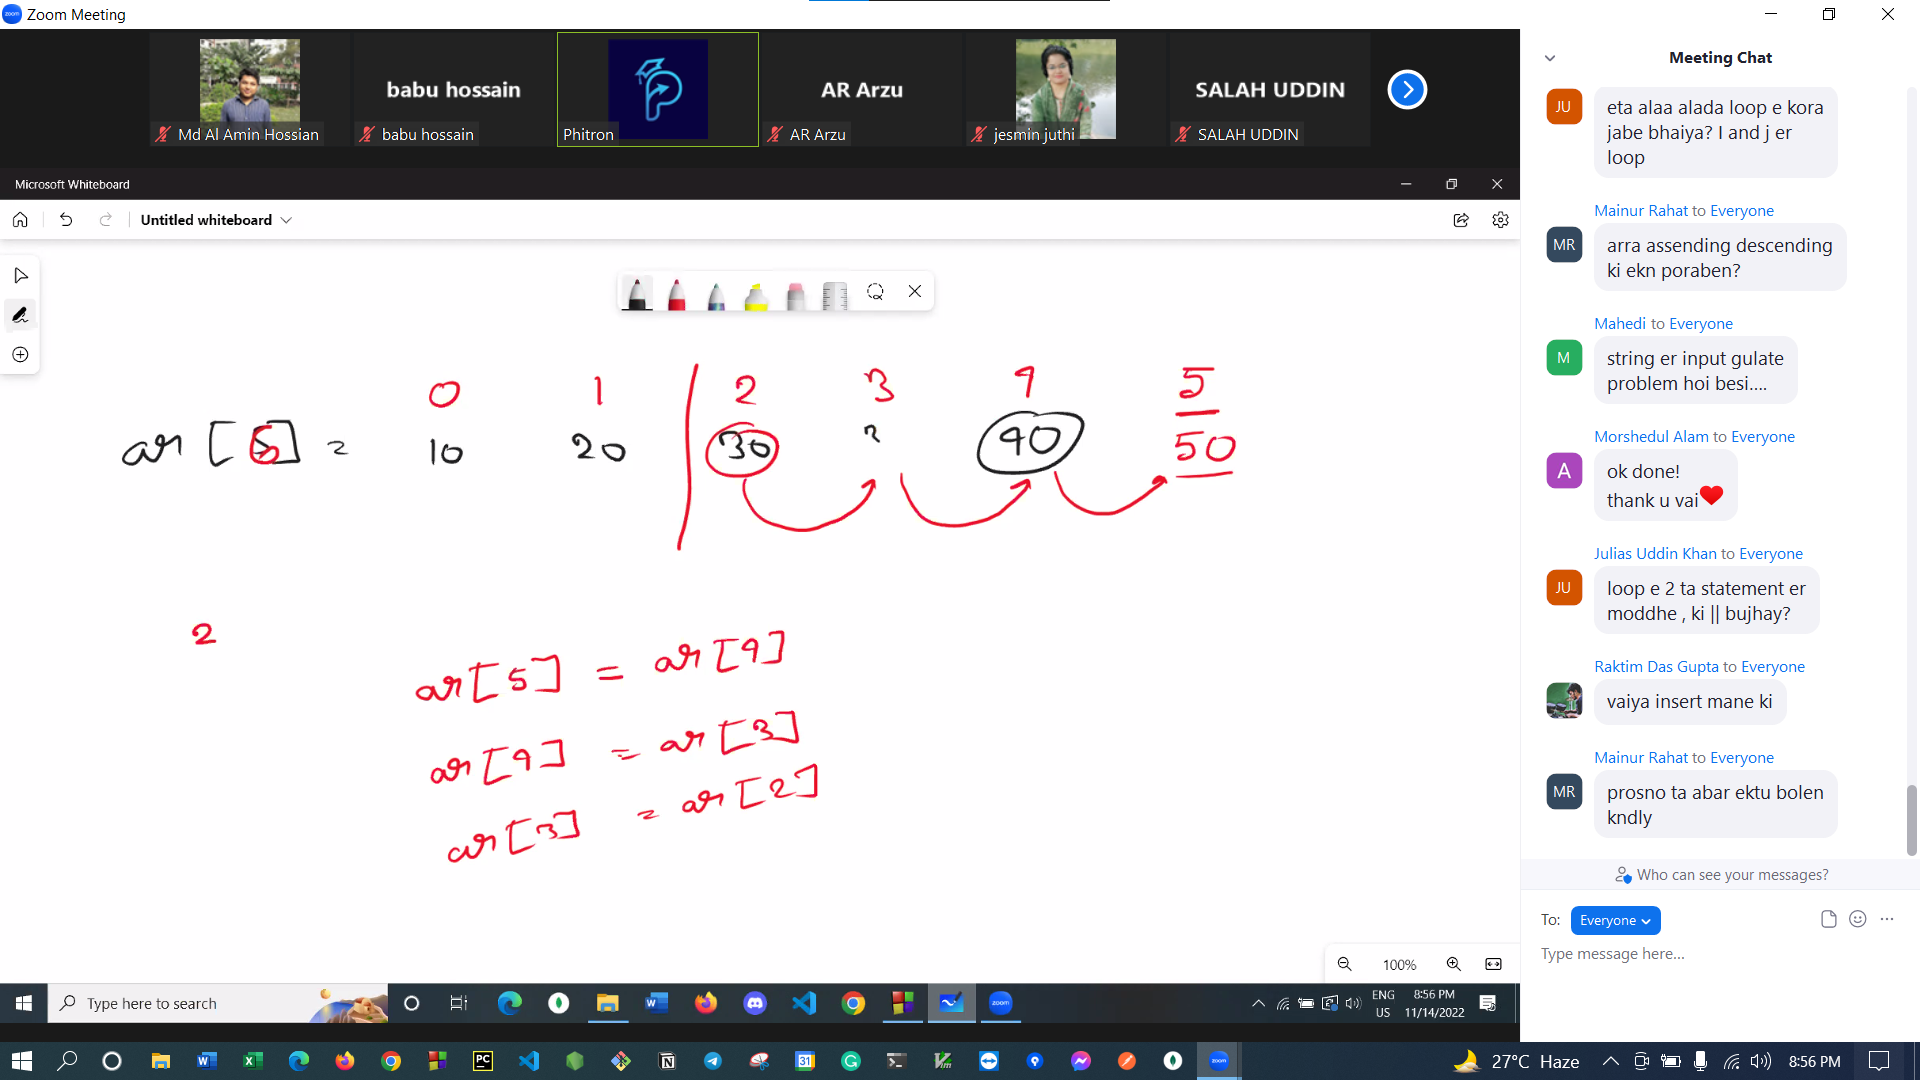 Zoom Meeting
babu hossain
AR Arzu
SALAH UDDIN
Md Al Amin Hossian
babu hossain
Phitron
AR Arzu
jesmin juthi
SALAH UDDIN
Microsoft Whiteboard
Untitled whiteboard
0 1 2 3 4 5
ar [5] = 10 20 30 40 50
2
ar[5] = ar[4]
ar[4] = ar[3]
ar[3] = ar[2]
100%
Type here to search
ENG
US
8:56 PM
11/14/2022
27°C Haze
8:56 PM
Meeting Chat
JU
eta alaa alada loop e kora
jabe bhaiya? I and j er
loop
Mainur Rahat to Everyone
MR
arra assending descending
ki ekn poraben?
Mahedi to Everyone
M
string er input gulate
problem hoi besi....
Morshedul Alam to Everyone
A
ok done!
thank u vai❤
Julias Uddin Khan to Everyone
JU
loop e 2 ta statement er
moddhe , ki || bujhay?
Raktim Das Gupta to Everyone
vaiya insert mane ki
Mainur Rahat to Everyone
MR
prosno ta abar ektu bolen
kndly
Who can see your messages?
To: Everyone
Type message here...